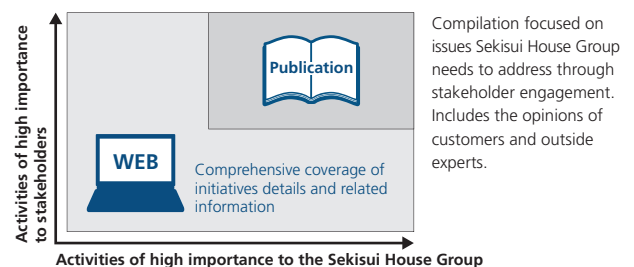 Activities of high importance
to stakeholders
Publication
WEB
Comprehensive coverage of
initiatives details and related
information
Activities of high importance to the Sekisui House Group
Compilation focused on
issues Sekisui House Group
needs to address through
stakeholder engagement.
Includes the opinions of
customers and outside
experts.